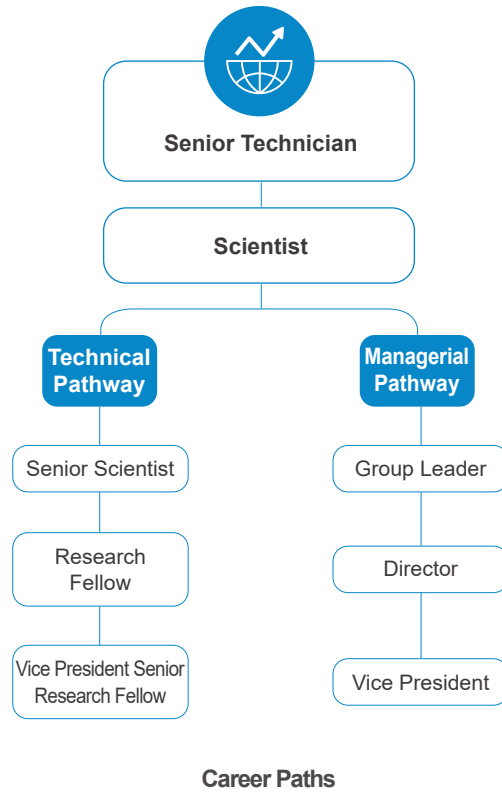 Senior Technician
Scientist
Technical
Pathway
Senior Scientist
Research
Fellow
Vice President Senior
Research Fellow
Managerial
Pathway
Group Leader
Director
Vice President
Career Paths